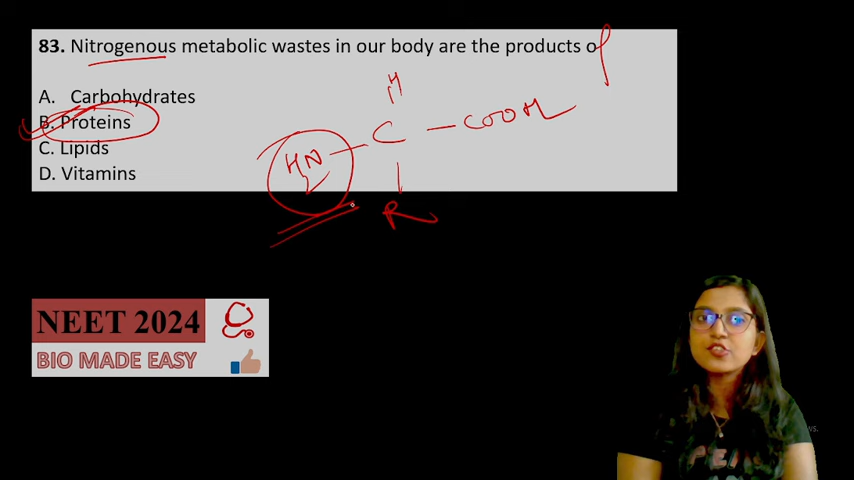 83. Nitrogenous metabolic wastes in our body are the products of
A. Carbohydrates
B. Proteins
C. Lipids
D. Vitamins
H
H₂N — C — COOH
R
NEET 2024
BIO MADE EASY